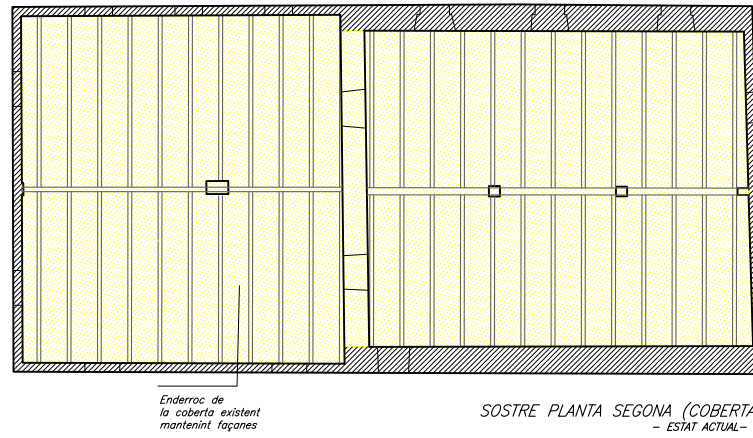 Enderroc de
la coberta existent
mantenint façanes
SOSTRE PLANTA SEGONA (COBERTA
- ESTAT ACTUAL-